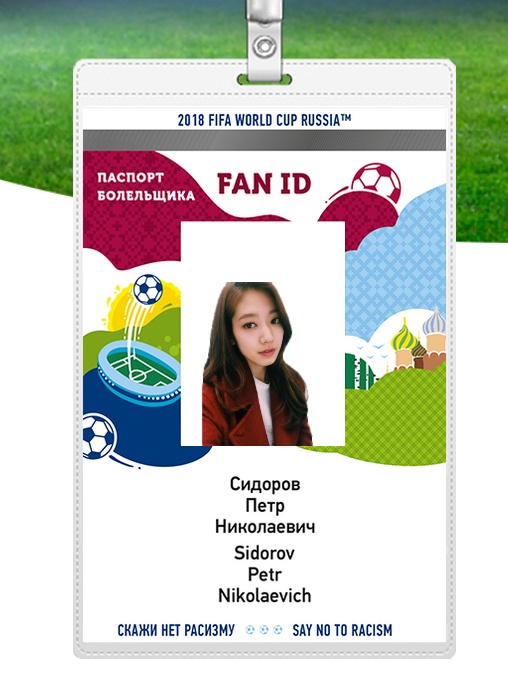 2018 FIFA WORLD CUP RUSSIA™
ПАСПОРТ
БОЛЕЛЬЩИКА
FAN ID
Сидоров
Петр
Николаевич
Sidorov
Petr
Nikolaevich
СКАЖИ НЕТ РАСИЗМУ SAY NO TO RACISM